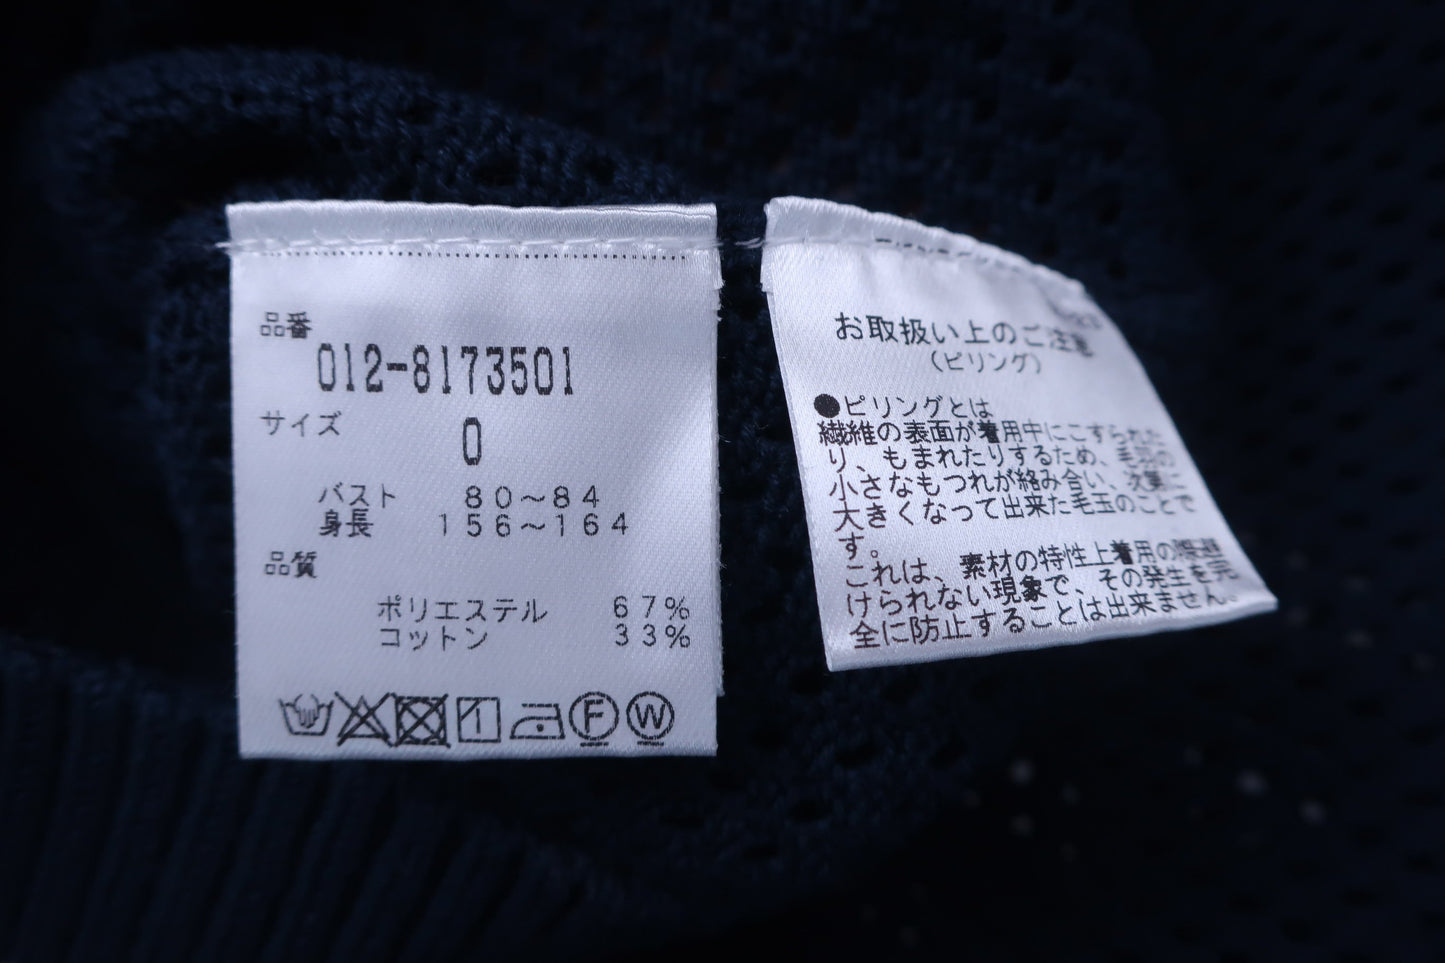 品番
012-8173501
サイズ
0
バスト 80~84
身長 156~164
品質
ポリエステル 67%
コットン 33%
F W
お取扱い上のご注意
(ピリング)
●ピリングとは
繊維の表面が着用中にこすられた
り、もまれたりするため、毛羽の
小さなもつれが絡み合い、次第に
大きくなって出来た毛玉のことで
す。
これは、素材の特性上着用の際避
けられない現象で、その発生を完
全に防止することは出来ません。